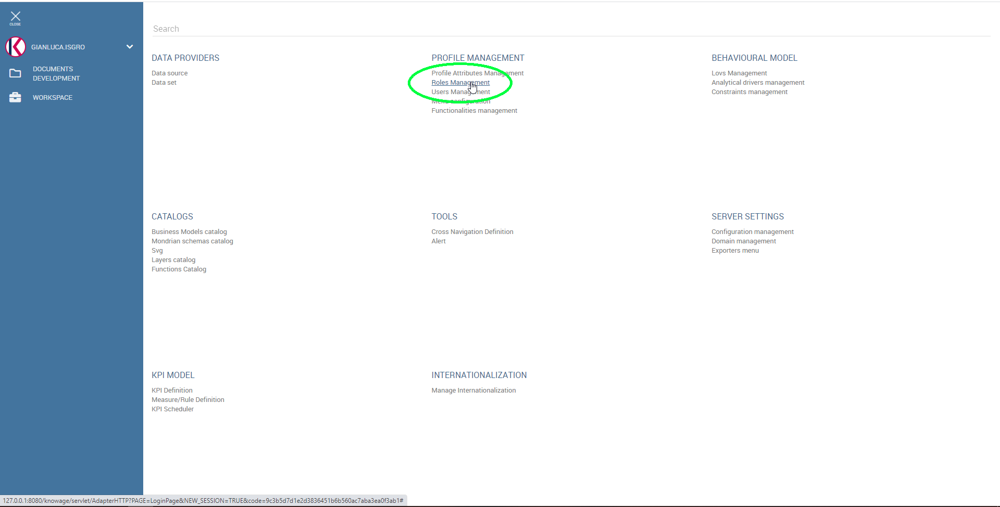 CLOSE
GIANLUCA.ISGRO
DOCUMENTS
DEVELOPMENT
WORKSPACE
Search
DATA PROVIDERS
Data source
Data set
PROFILE MANAGEMENT
Profile Attributes Management
Roles Management
Users Management
Menu configuration
Functionalities management
BEHAVIOURAL MODEL
Lovs Management
Analytical drivers management
Constraints management
CATALOGS
Business Models catalog
Mondrian schemas catalog
Svg
Layers catalog
Functions Catalog
TOOLS
Cross Navigation Definition
Alert
SERVER SETTINGS
Configuration management
Domain management
Exporters menu
KPI MODEL
KPI Definition
Measure/Rule Definition
KPI Scheduler
INTERNATIONALIZATION
Manage Internationalization
127.0.0.1:8080/knowage/servlet/AdapterHTTP?PAGE=LoginPage&NEW_SESSION=TRUE&code=9c3b5d7d1e2d3836451b6b560ac7aba3ea0f3ab1#